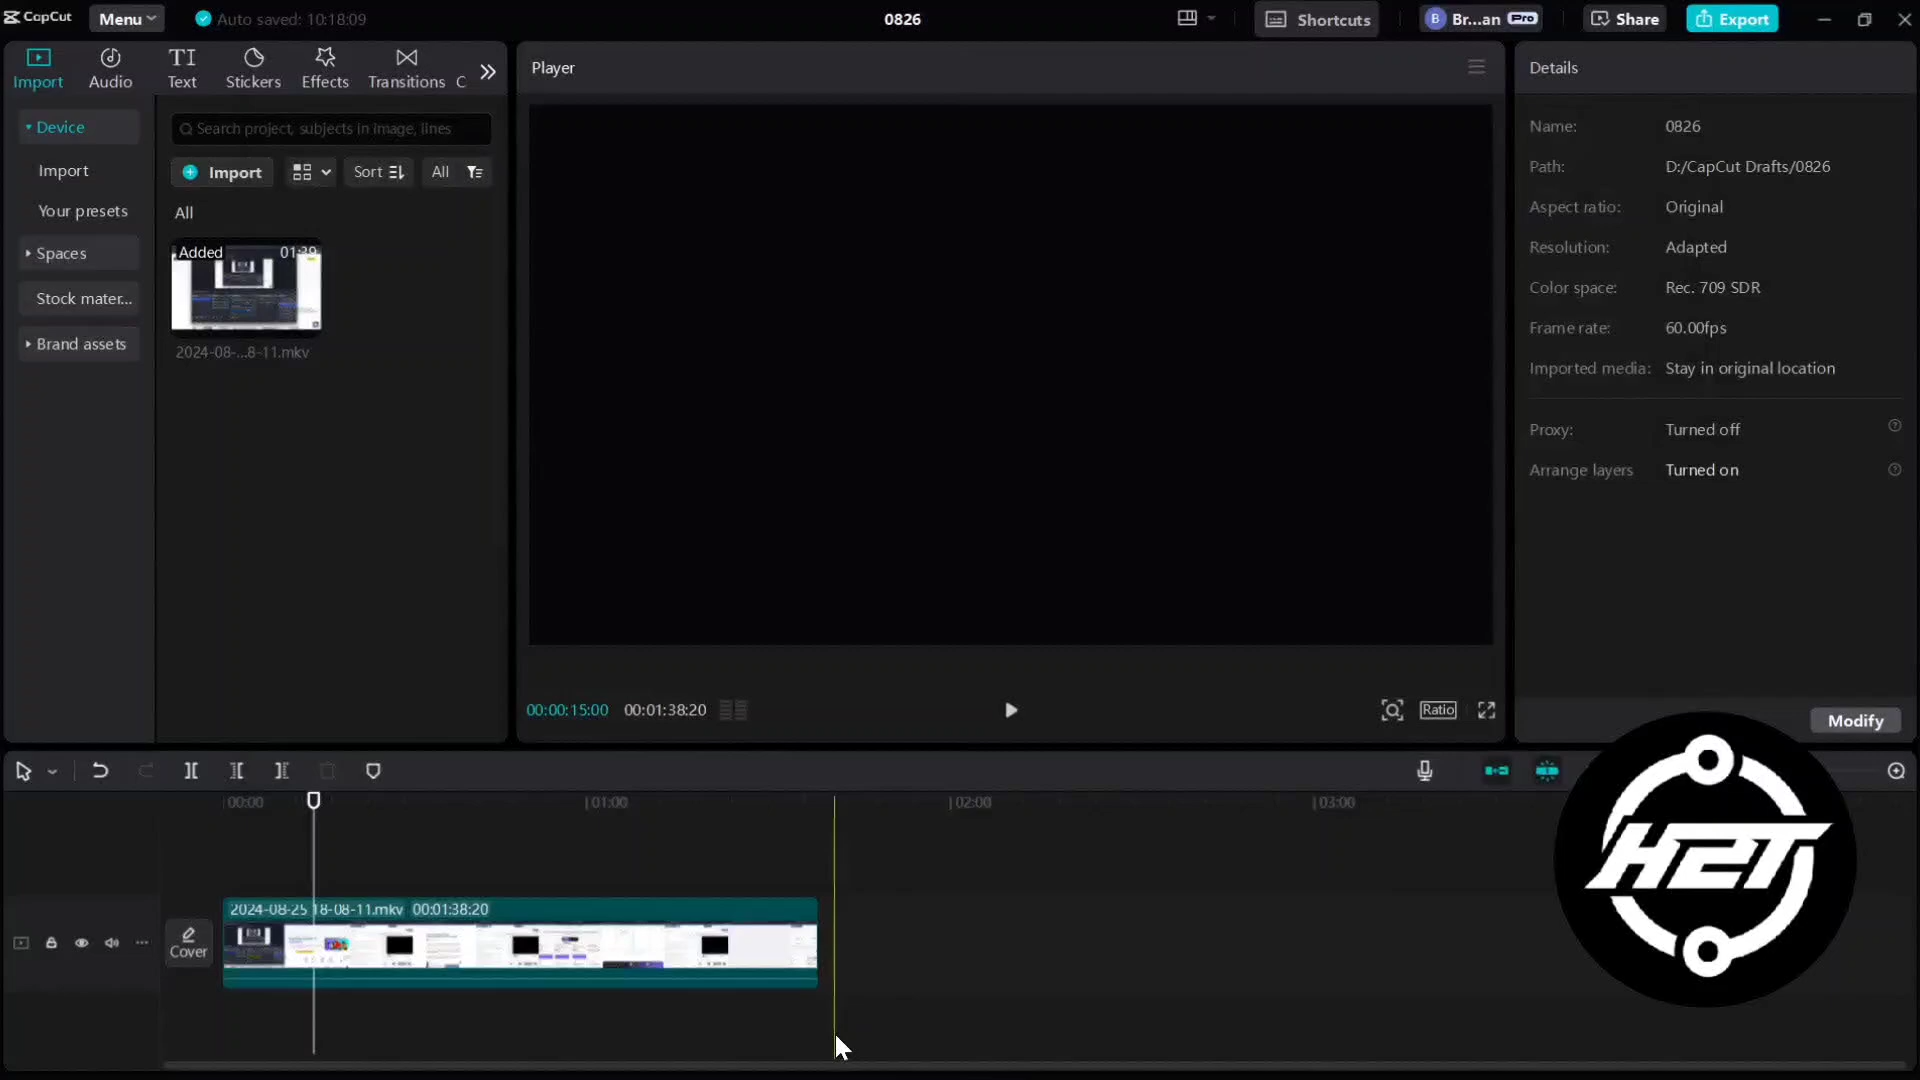 CapCut
Menu
Auto saved: 10:18:09
0826
Shortcuts
B
Br...an
Pro
Share
Export
Import
Audio
TI
Text
Stickers
Effects
Transitions
C
Player
Details
Device
Import
Your presets
Spaces
Stock mater...
Brand assets
Search project, subjects in image, lines
Import
Sort
All
All
Added
01:39
2024-08-...8-11.mkv
Name: 0826
Path: D:/CapCut Drafts/0826
Aspect ratio: Original
Resolution: Adapted
Color space: Rec. 709 SDR
Frame rate: 60.00fps
Imported media: Stay in original location
Proxy: Turned off
Arrange layers Turned on
00:00:15:00 00:01:38:20
Ratio
Modify
00:00
01:00
02:00
03:00
2024-08-25 18-08-11.mkv 00:01:38:20
Cover
H2T